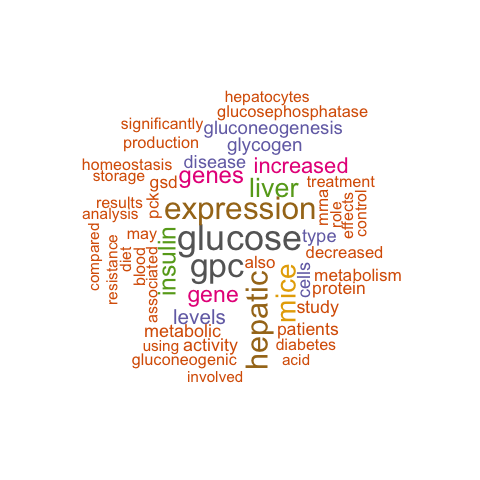 hepatocytes
glucosephosphatase
significantly
gluconeogenesis
production
glycogen
homeostasis
disease
increased
storage
genes
gsd
liver
treatment
pck
results
expression
mrna
role
effects
control
analysis
compared
resistance
diet
may
blood
associated
insulin
glucose
type
gpc
also
decreased
hepatic
mice
cells
metabolism
protein
gene
study
levels
metabolic
patients
using
activity
diabetes
gluconeogenic
acid
involved